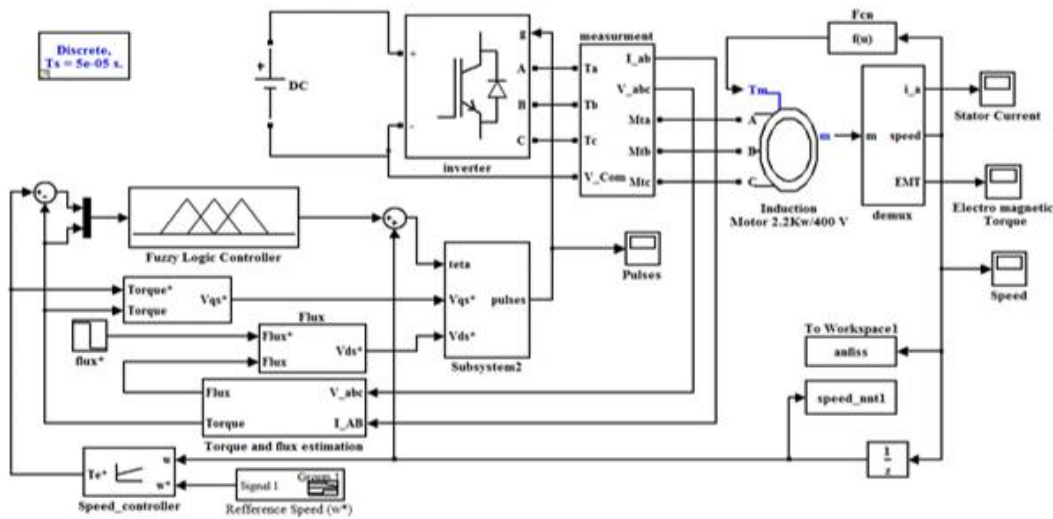 Discrete,
Ts = 5e-05 s.
DC
+
-
g
A
B
C
inverter
measurment
Ta
Tb
Tc
V_Com
I_ab
V_abc
Mta
Mtb
Mtc
Fcn
f(u)
Tm
A
B
C
m
Induction
Motor 2.2Kw/400 V
m
i_a
speed
EMT
demux
Stator Current
Electro magnetic
Torque
Speed
Fuzzy Logic Controller
Torque*
Torque
Vqs*
flux*
Flux
Flux*
Flux
Vds*
teta
Vqs*
Vds*
pulses
Subsystem2
Pulses
To Workspace1
anfiss
speed_nnt1
Flux
Torque
V_abc
I_AB
Torque and flux estimation
1
z
Te*
w
w*
Speed_controller
Signal 1
Group 1
Refference Speed (w*)